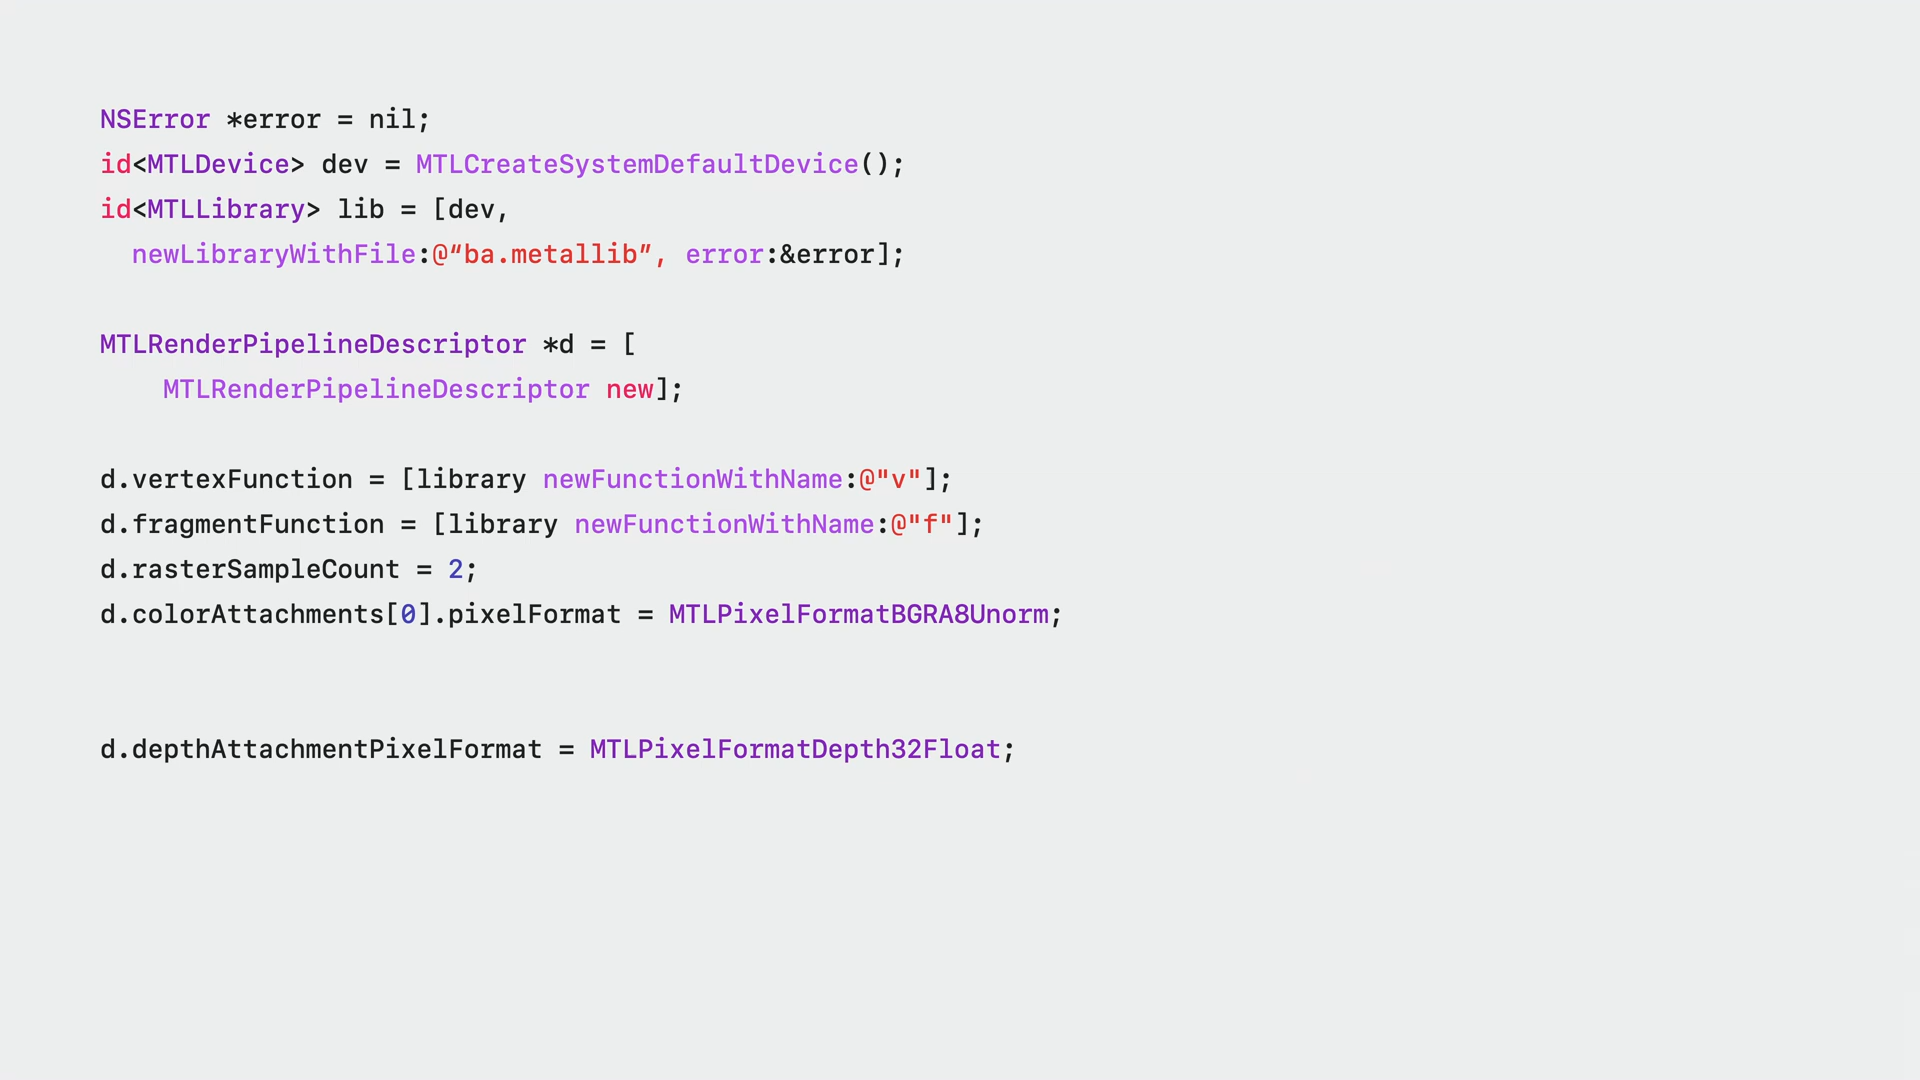 NSError *error = nil;
id<MTLDevice> dev = MTLCreateSystemDefaultDevice();
id<MTLLibrary> lib = [dev,
  newLibraryWithFile:@“ba.metallib”, error:&error];
MTLRenderPipelineDescriptor *d = [
    MTLRenderPipelineDescriptor new];
d.vertexFunction = [library newFunctionWithName:@"v"];
d.fragmentFunction = [library newFunctionWithName:@"f"];
d.rasterSampleCount = 2;
d.colorAttachments[0].pixelFormat = MTLPixelFormatBGRA8Unorm;
d.depthAttachmentPixelFormat = MTLPixelFormatDepth32Float;